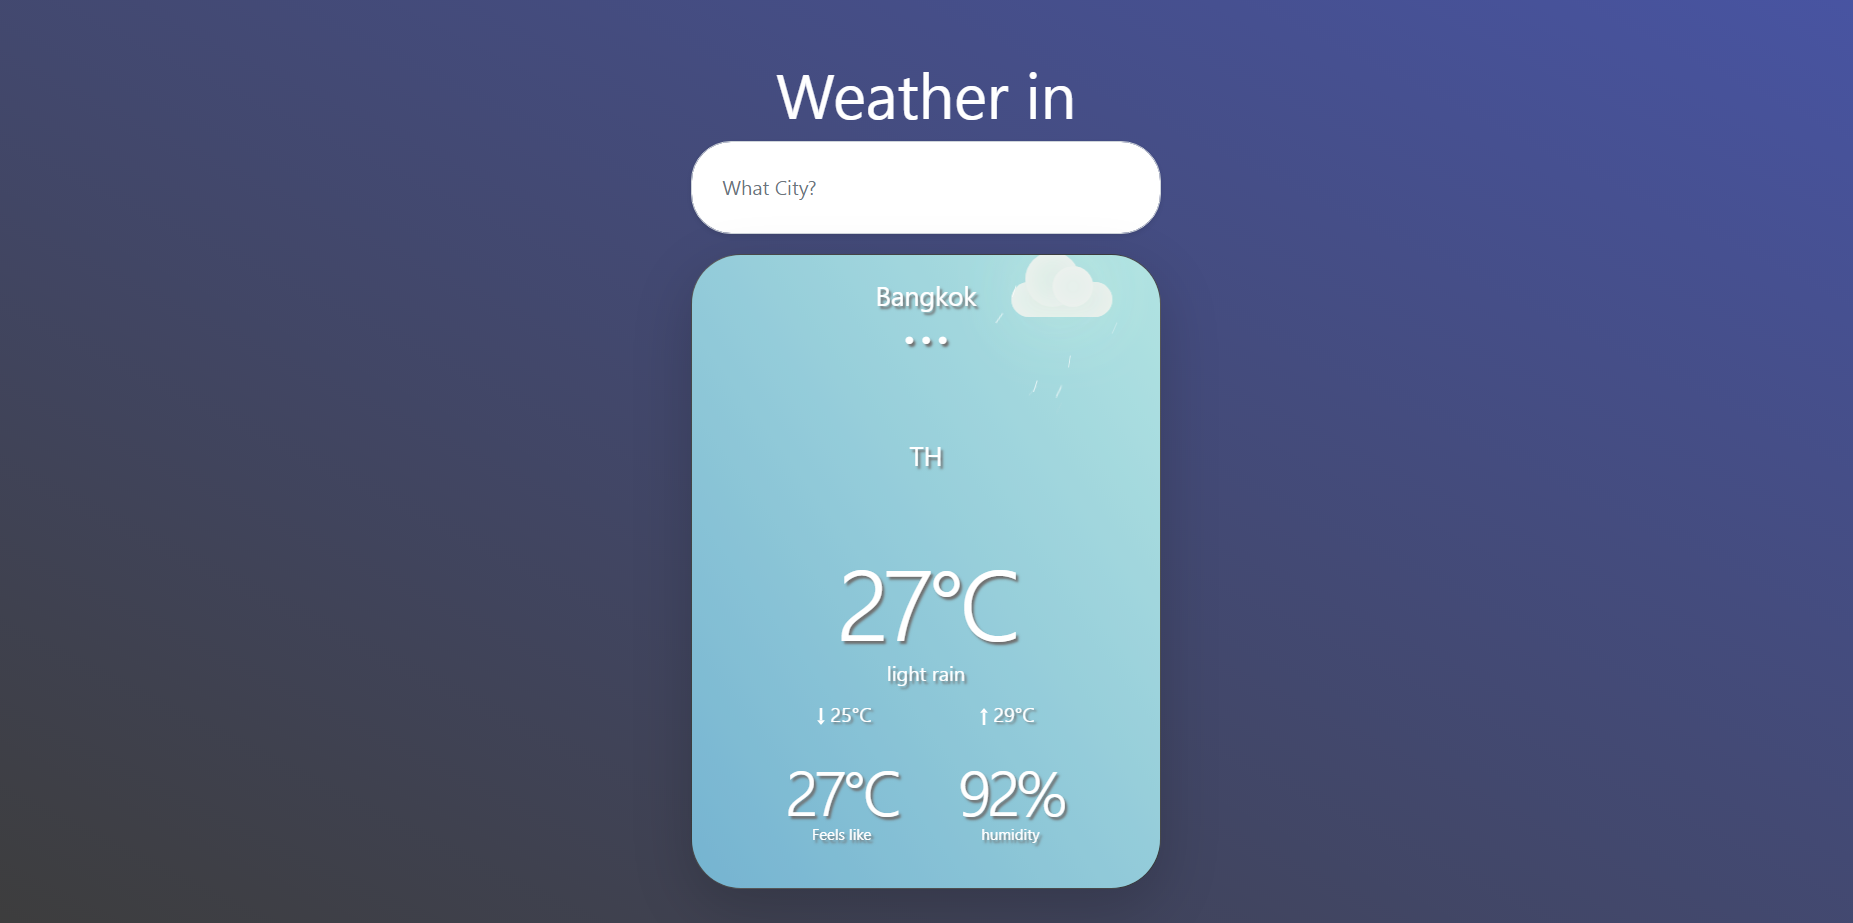 Weather in
What City?
Bangkok
•••
TH
27°C
light rain
↓ 25°C ↑ 29°C
27°C 92%
Feels like humidity